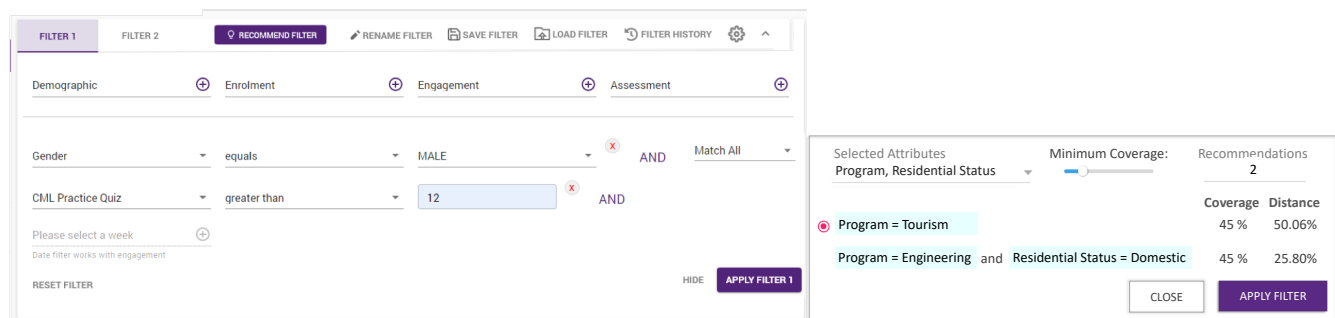 FILTER 1 FILTER 2 RECOMMEND FILTER RENAME FILTER SAVE FILTER LOAD FILTER FILTER HISTORY
Demographic Enrolment Engagement Assessment
Gender equals MALE X AND Match All
CML Practice Quiz greater than 12 X AND
Please select a week
Date filter works with engagement
RESET FILTER HIDE APPLY FILTER 1
Selected Attributes Minimum Coverage: Recommendations
Program, Residential Status 2
Coverage Distance
Program = Tourism 45 % 50.06%
Program = Engineering and Residential Status = Domestic 45 % 25.80%
CLOSE APPLY FILTER